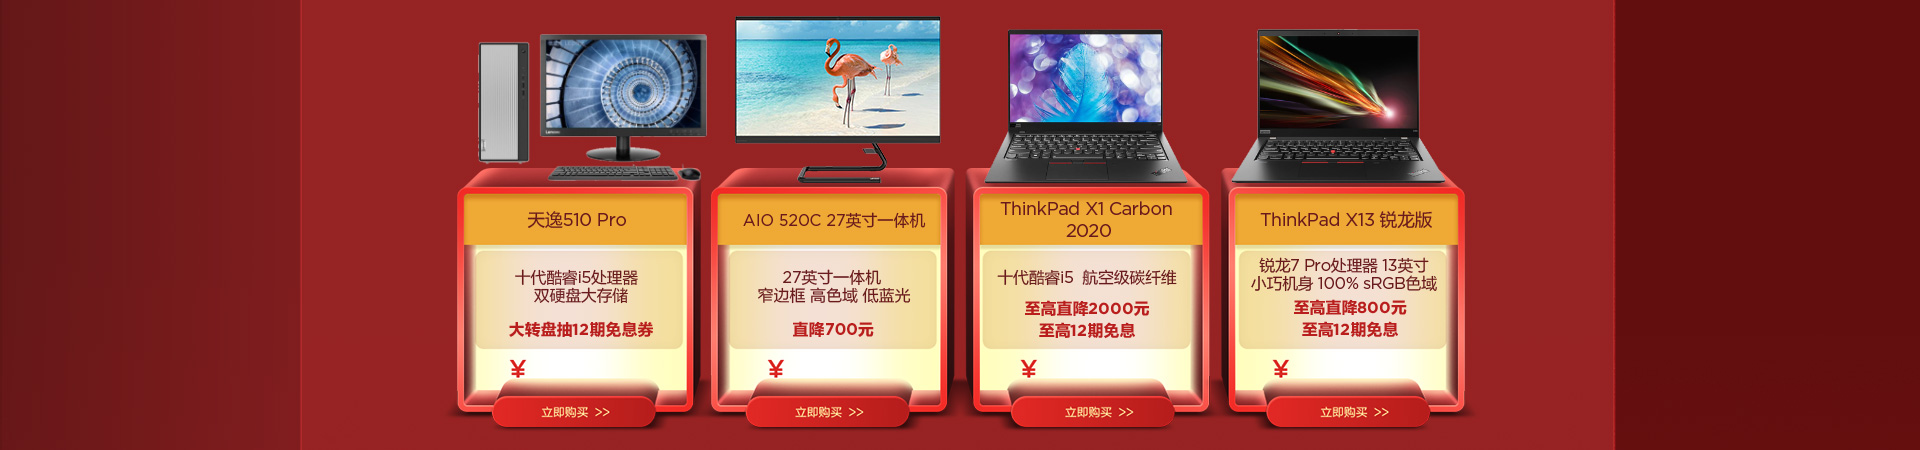 天逸510 Pro
十代酷睿i5处理器
双硬盘大存储
大转盘抽12期免息券
¥
立即购买 >>
AIO 520C 27英寸一体机
27英寸一体机
窄边框 高色域 低蓝光
直降700元
¥
立即购买 >>
ThinkPad X1 Carbon
2020
十代酷睿i5 航空级碳纤维
至高直降2000元
至高12期免息
¥
立即购买 >>
ThinkPad X13 锐龙版
锐龙7 Pro处理器 13英寸
小巧机身 100% sRGB色域
至高直降800元
至高12期免息
¥
立即购买 >>